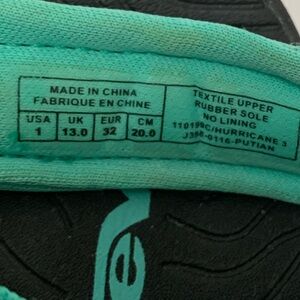 MADE IN CHINA
FABRIQUE EN CHINE
USA UK EUR CM
1 13.0 32 20.0
TEXTILE UPPER
RUBBER SOLE
NO LINING
110199C/HURRICANE 3
-0116-PUTIAN
e